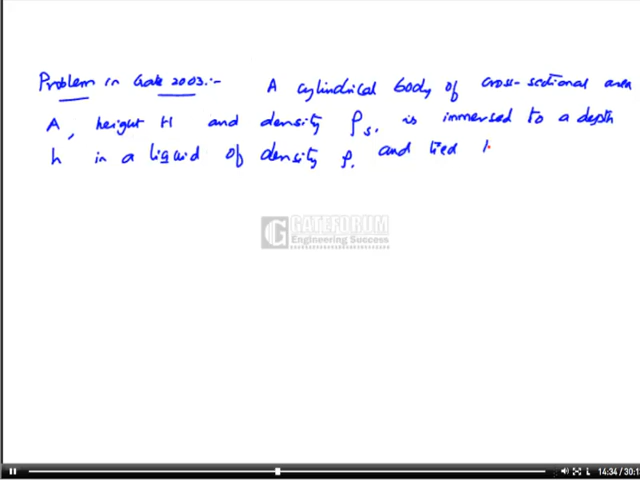 Problem in Gate 2003:- A cylindrical body of cross-sectional area
A, height H and density ρs, is immersed to a depth
h in a liquid of density ρ, and tied
GATEFORUM
Engineering Success
14:34/30:1